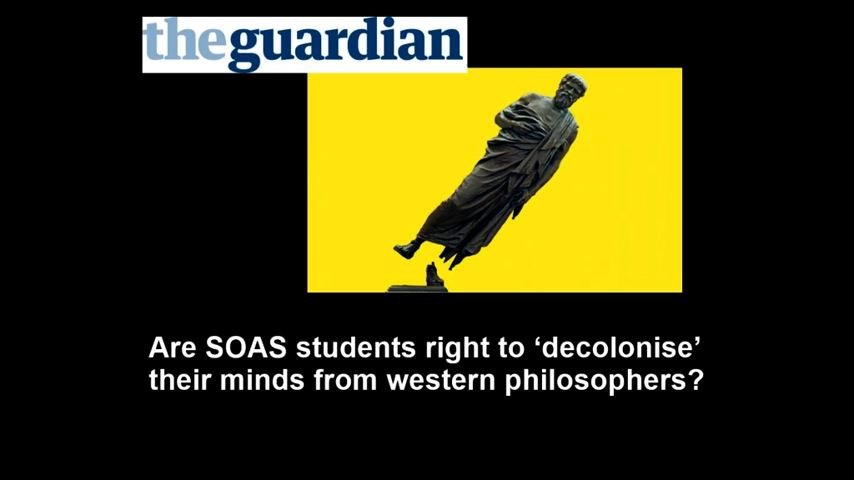 theguardian
Are SOAS students right to ‘decolonise’
their minds from western philosophers?